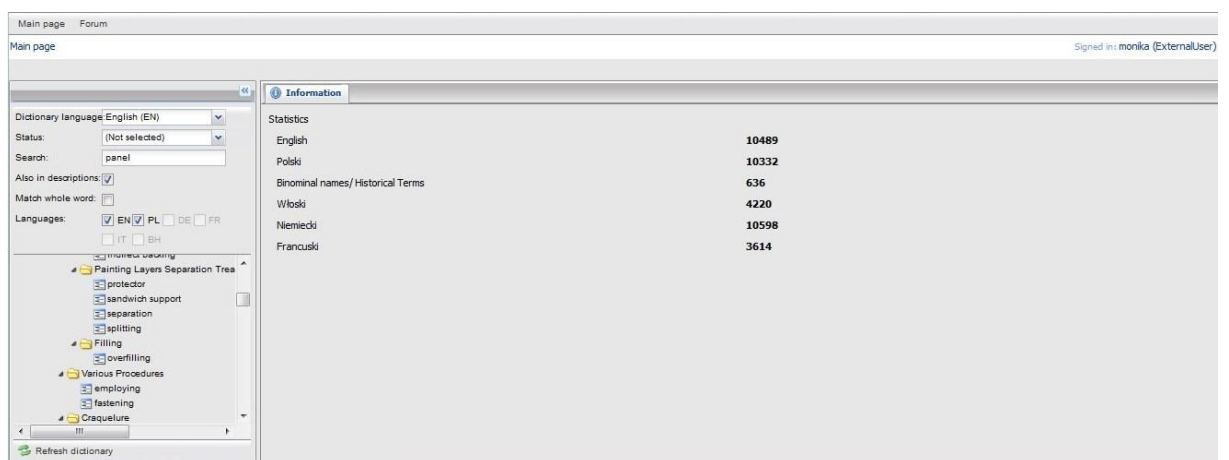 Main page Forum
Main page
Signed in: monika (ExternalUser)
Dictionary language: English (EN)
Status: (Not selected)
Search: panel
Also in descriptions:
Match whole word:
Languages: EN PL DE FR
IT BH
indirect backing
Painting Layers Separation Trea
protector
sandwich support
separation
splitting
Filling
overfilling
Various Procedures
employing
fastening
Craquelure
Refresh dictionary
Information
Statistics
English 10489
Polski 10332
Binominal names/ Historical Terms 636
Włoski 4220
Niemiecki 10598
Francuski 3614